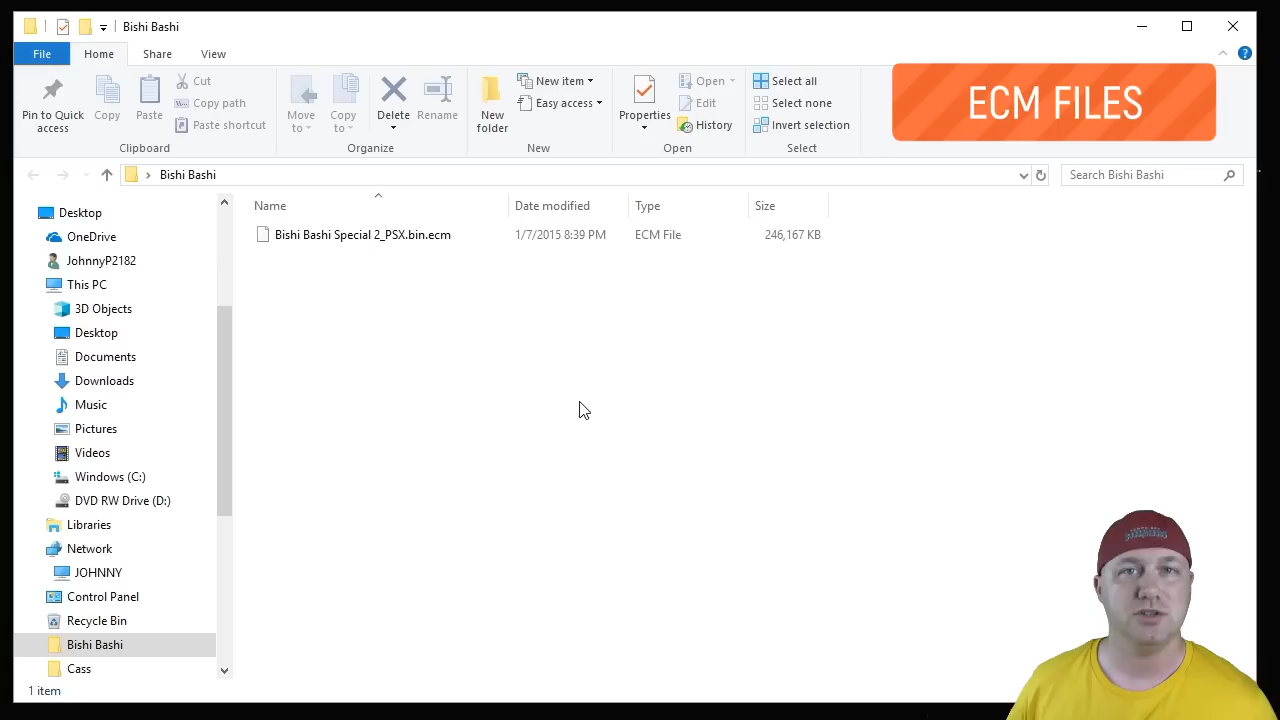 Bishi Bashi
File Home Share View
Pin to Quick access
Copy
Paste
Cut
Copy path
Paste shortcut
Clipboard
Move to
Copy to
Delete
Rename
Organize
New folder
New item
Easy access
New
Properties
Open
Edit
History
Open
Select all
Select none
Invert selection
Select
ECM FILES
Bishi Bashi
Search Bishi Bashi
Desktop
OneDrive
JohnnyP2182
This PC
3D Objects
Desktop
Documents
Downloads
Music
Pictures
Videos
Windows (C:)
DVD RW Drive (D:)
Libraries
Network
JOHNNY
Control Panel
Recycle Bin
Bishi Bashi
Cass
Name Date modified Type Size
Bishi Bashi Special 2_PSX.bin.ecm 1/7/2015 8:39 PM ECM File 246,167 KB
1 item